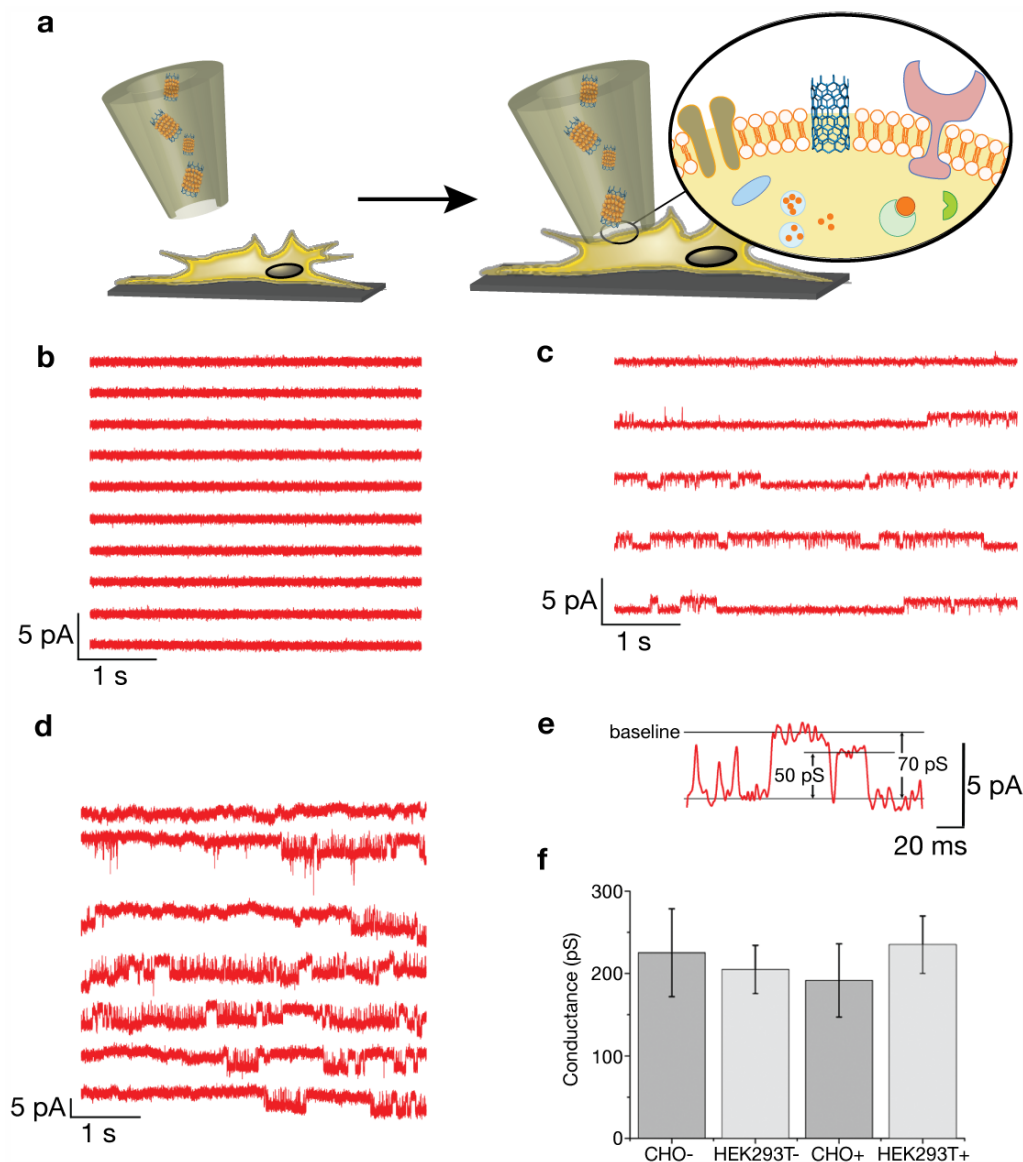 a
b
c
5 pA
1 s
5 pA
1 s
d
5 pA
1 s
e
baseline
50 pS
70 pS
5 pA
20 ms
f
300
200
100
0
Conductance (pS)
CHO- HEK293T- CHO+ HEK293T+